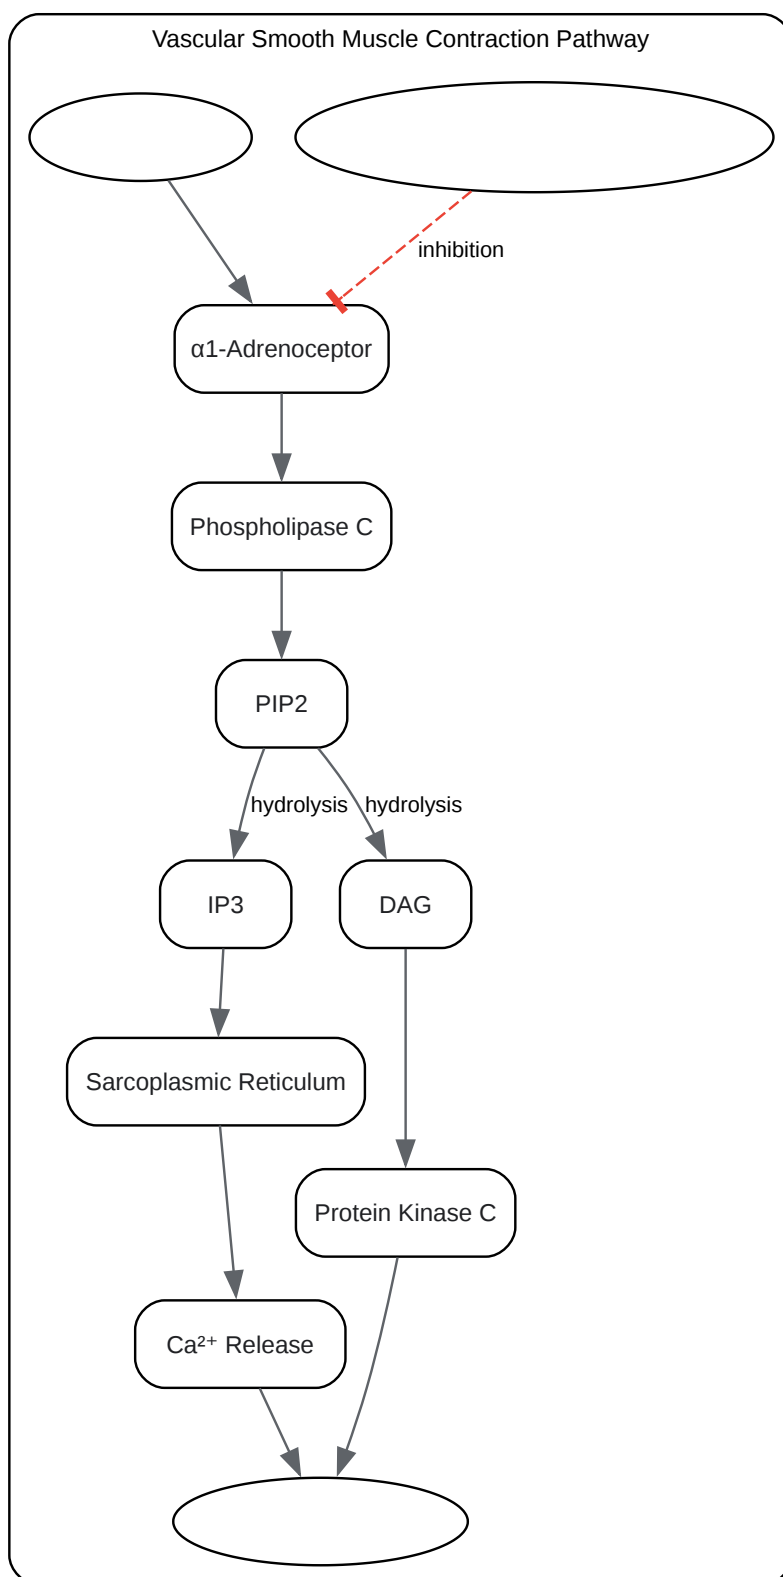 Vascular Smooth Muscle Contraction Pathway
inhibition
α1-Adrenoceptor
Phospholipase C
PIP2
hydrolysis
hydrolysis
IP3
DAG
Sarcoplasmic Reticulum
Protein Kinase C
Ca²⁺ Release